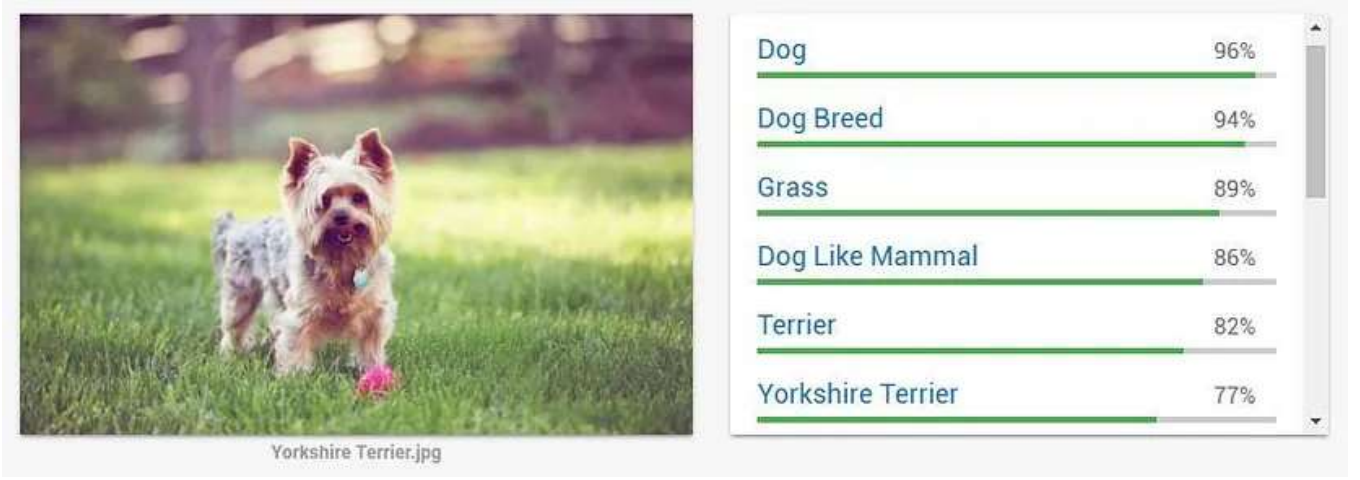 Dog 96%
Dog Breed 94%
Grass 89%
Dog Like Mammal 86%
Terrier 82%
Yorkshire Terrier 77%
Yorkshire Terrier.jpg